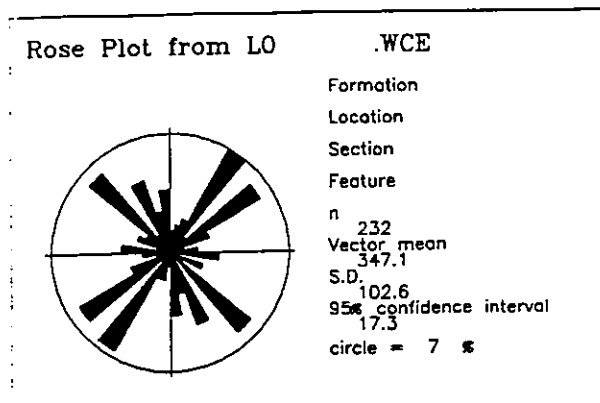 Rose Plot from LO .WCE
Formation
Location
Section
Feature
n
232
Vector mean
347.1
S.D.
102.6
95% confidence interval
17.3
circle = 7 %